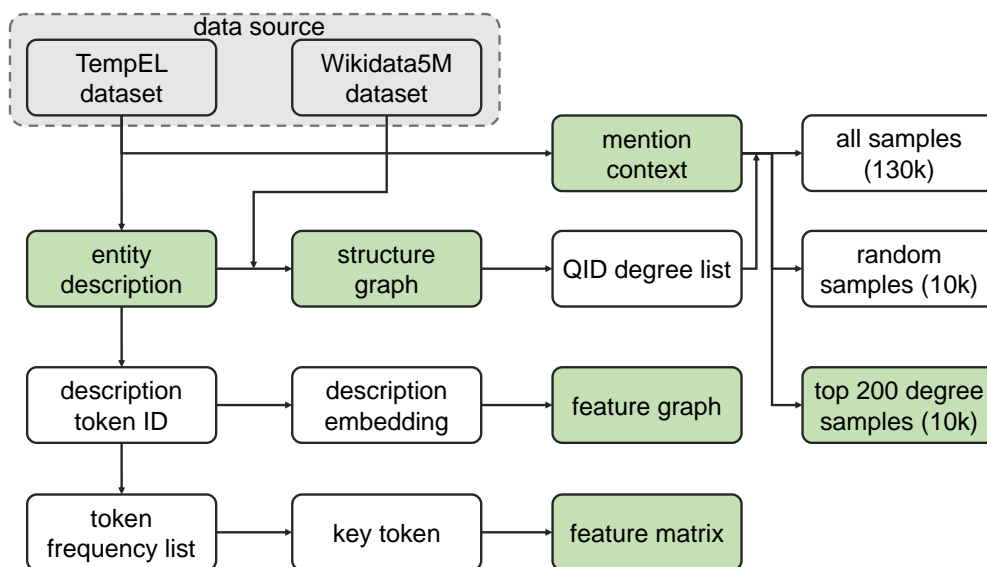 data source
TempEL
dataset
Wikidata5M
dataset
mention
context
all samples
(130k)
entity
description
structure
graph
QID degree list
random
samples (10k)
description
token ID
description
embedding
feature graph
top 200 degree
samples (10k)
token
frequency list
key token
feature matrix